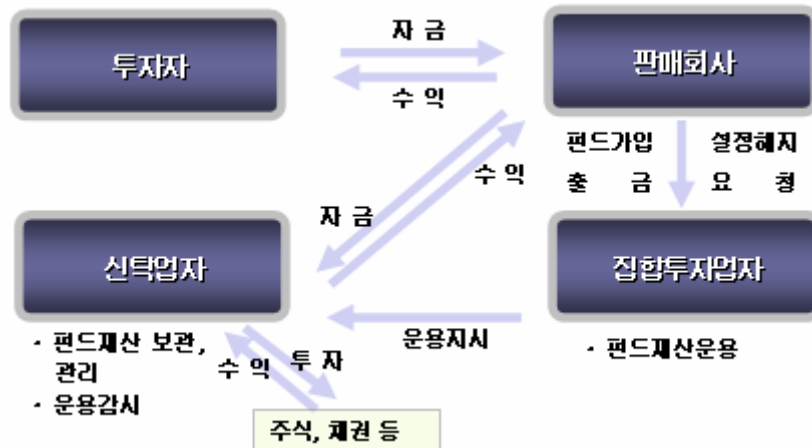 자 금
투자자
판매회사
수 익
펀드가입 설정해지
출 금 요 청
수 익
자 금
신탁업자
집합투자업자
운용지시
· 펀드재산 보관,
관리
· 운용감시
수 익
투 자
· 펀드재산운용
주식, 채권 등